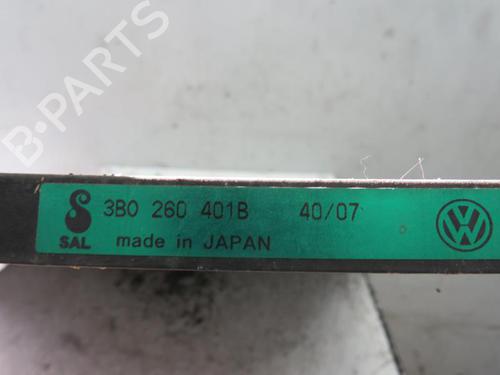 B-PARTS
3B0 260 401B 40/07
SAL made in JAPAN
VW